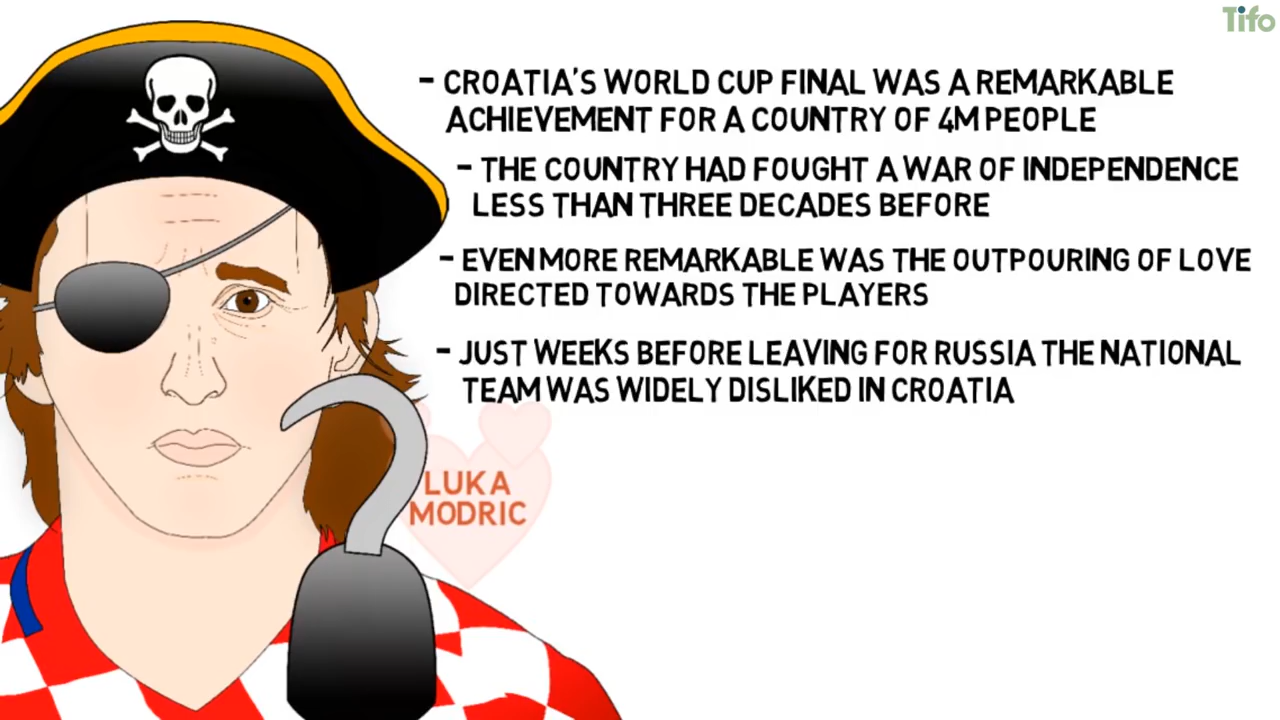 Tifo
- CROATIA'S WORLD CUP FINAL WAS A REMARKABLE
ACHIEVEMENT FOR A COUNTRY OF 4M PEOPLE
- THE COUNTRY HAD FOUGHT A WAR OF INDEPENDENCE
LESS THAN THREE DECADES BEFORE
- EVEN MORE REMARKABLE WAS THE OUTPOURING OF LOVE
DIRECTED TOWARDS THE PLAYERS
- JUST WEEKS BEFORE LEAVING FOR RUSSIA THE NATIONAL
TEAM WAS WIDELY DISLIKED IN CROATIA
LUKA
MODRIC